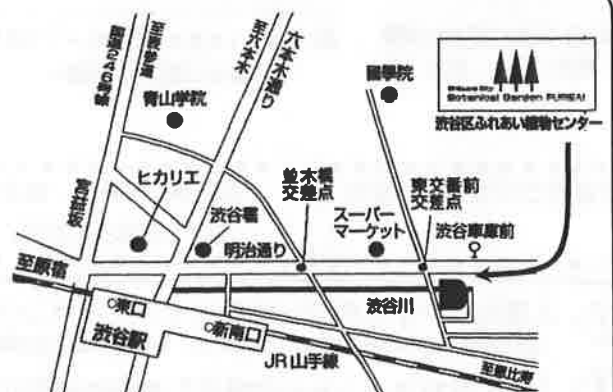 至表参道
国道246号線
至六本木
六本木通り
國學院
Shibuya City
Botanical Garden FUREAI
渋谷区ふれあい植物センター
青山学院
宮益坂
ヒカリエ
渋谷署
並木橋
交差点
東交番前
交差点
スーパー
マーケット
渋谷車庫前
明治通り
至原宿
渋谷川
○東口
○新南口
渋谷駅
JR山手線
至恵比寿